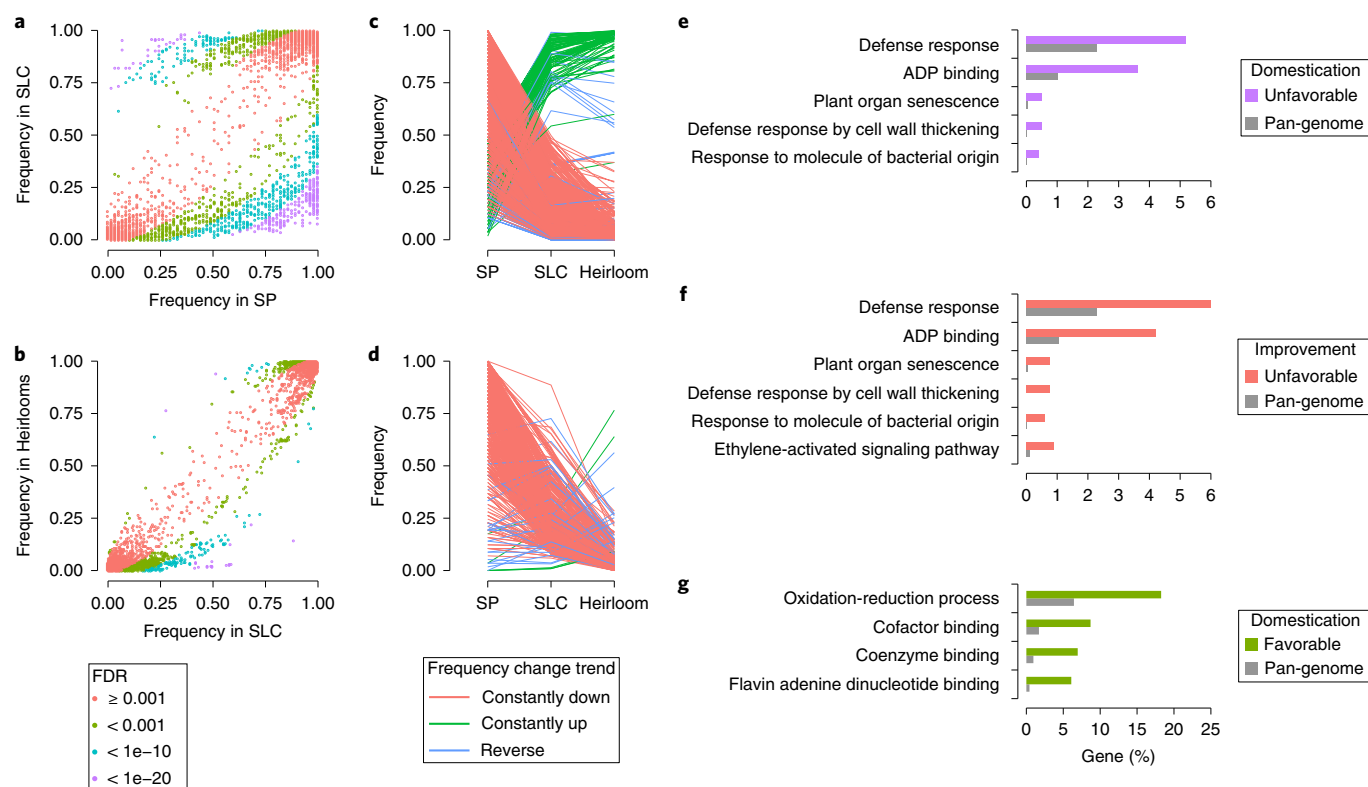 a
1.00
0.75
0.50
0.25
0.00
Frequency in SLC
0.00 0.25 0.50 0.75 1.00
Frequency in SP
b
1.00
0.75
0.50
0.25
0.00
Frequency in Heirlooms
0.00 0.25 0.50 0.75 1.00
Frequency in SLC
FDR
≥ 0.001
< 0.001
< 1e−10
< 1e−20
c
1.00
0.75
0.50
0.25
0.00
Frequency
SP SLC Heirloom
d
1.00
0.75
0.50
0.25
0.00
Frequency
SP SLC Heirloom
Frequency change trend
Constantly down
Constantly up
Reverse
e
Defense response
ADP binding
Plant organ senescence
Defense response by cell wall thickening
Response to molecule of bacterial origin
0 1 2 3 4 5 6
Domestication
Unfavorable
Pan-genome
f
Defense response
ADP binding
Plant organ senescence
Defense response by cell wall thickening
Response to molecule of bacterial origin
Ethylene-activated signaling pathway
0 1 2 3 4 5 6
Improvement
Unfavorable
Pan-genome
g
Oxidation-reduction process
Cofactor binding
Coenzyme binding
Flavin adenine dinucleotide binding
0 5 10 15 20 25
Gene (%)
Domestication
Favorable
Pan-genome